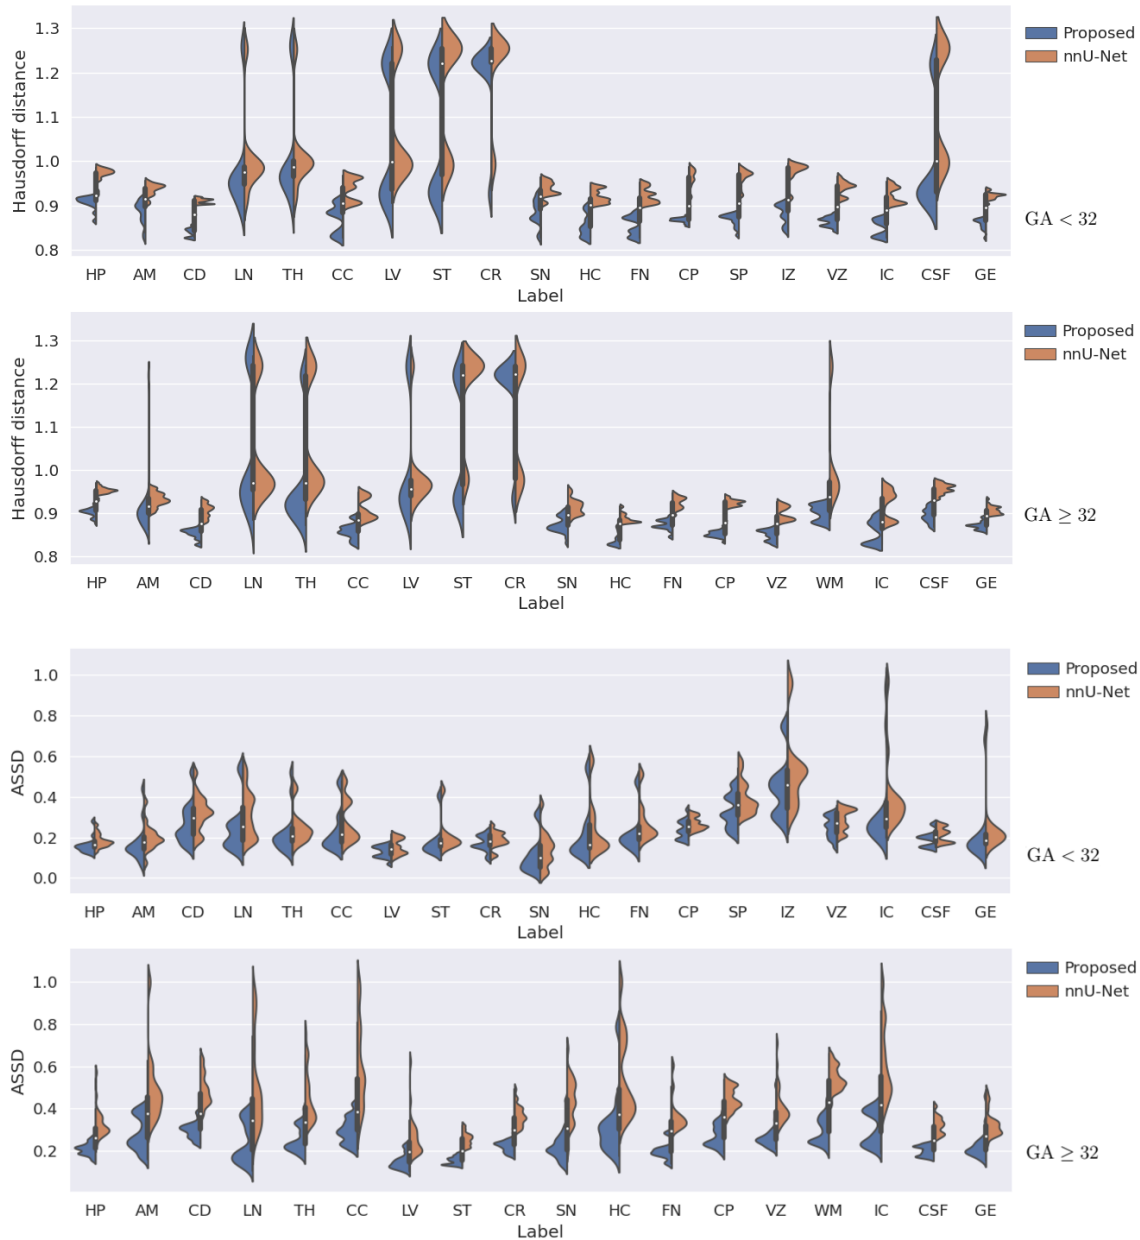 1.3
1.2
1.1
1.0
0.9
0.8
Hausdorff distance
HP AM CD LN TH CC LV ST CR SN HC FN CP SP IZ VZ IC CSF GE
Label
Proposed
nnU-Net
GA < 32
1.3
1.2
1.1
1.0
0.9
0.8
Hausdorff distance
HP AM CD LN TH CC LV ST CR SN HC FN CP VZ WM IC CSF GE
Label
Proposed
nnU-Net
GA ≥ 32
1.0
0.8
0.6
0.4
0.2
0.0
ASSD
HP AM CD LN TH CC LV ST CR SN HC FN CP SP IZ VZ IC CSF GE
Label
Proposed
nnU-Net
GA < 32
1.0
0.8
0.6
0.4
0.2
ASSD
HP AM CD LN TH CC LV ST CR SN HC FN CP VZ WM IC CSF GE
Label
Proposed
nnU-Net
GA ≥ 32